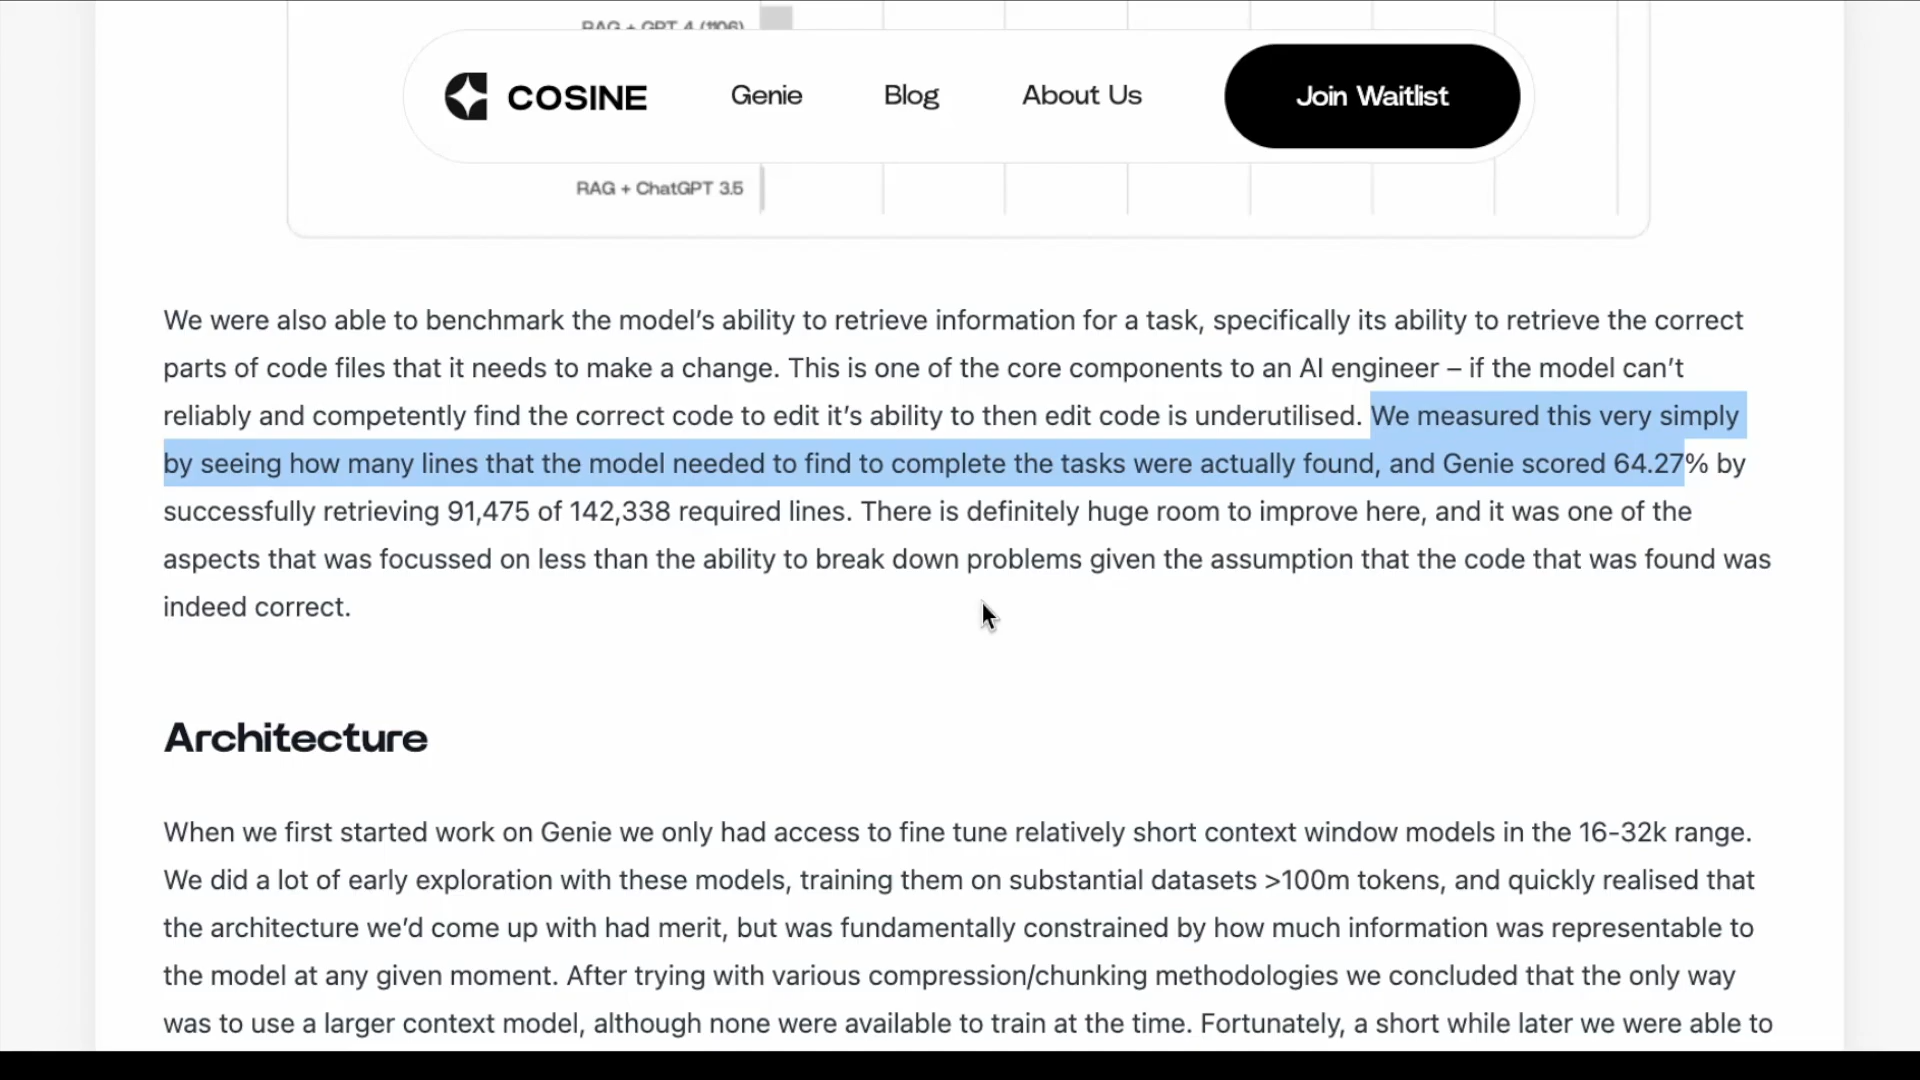 RAG + GPT 4 (1106)
COSINE
Genie
Blog
About Us
Join Waitlist
RAG + ChatGPT 3.5
We were also able to benchmark the model’s ability to retrieve information for a task, specifically its ability to retrieve the correct
parts of code files that it needs to make a change. This is one of the core components to an AI engineer – if the model can’t
reliably and competently find the correct code to edit it’s ability to then edit code is underutilised. We measured this very simply
by seeing how many lines that the model needed to find to complete the tasks were actually found, and Genie scored 64.27% by
successfully retrieving 91,475 of 142,338 required lines. There is definitely huge room to improve here, and it was one of the
aspects that was focussed on less than the ability to break down problems given the assumption that the code that was found was
indeed correct.
Architecture
When we first started work on Genie we only had access to fine tune relatively short context window models in the 16-32k range.
We did a lot of early exploration with these models, training them on substantial datasets >100m tokens, and quickly realised that
the architecture we’d come up with had merit, but was fundamentally constrained by how much information was representable to
the model at any given moment. After trying with various compression/chunking methodologies we concluded that the only way
was to use a larger context model, although none were available to train at the time. Fortunately, a short while later we were able to